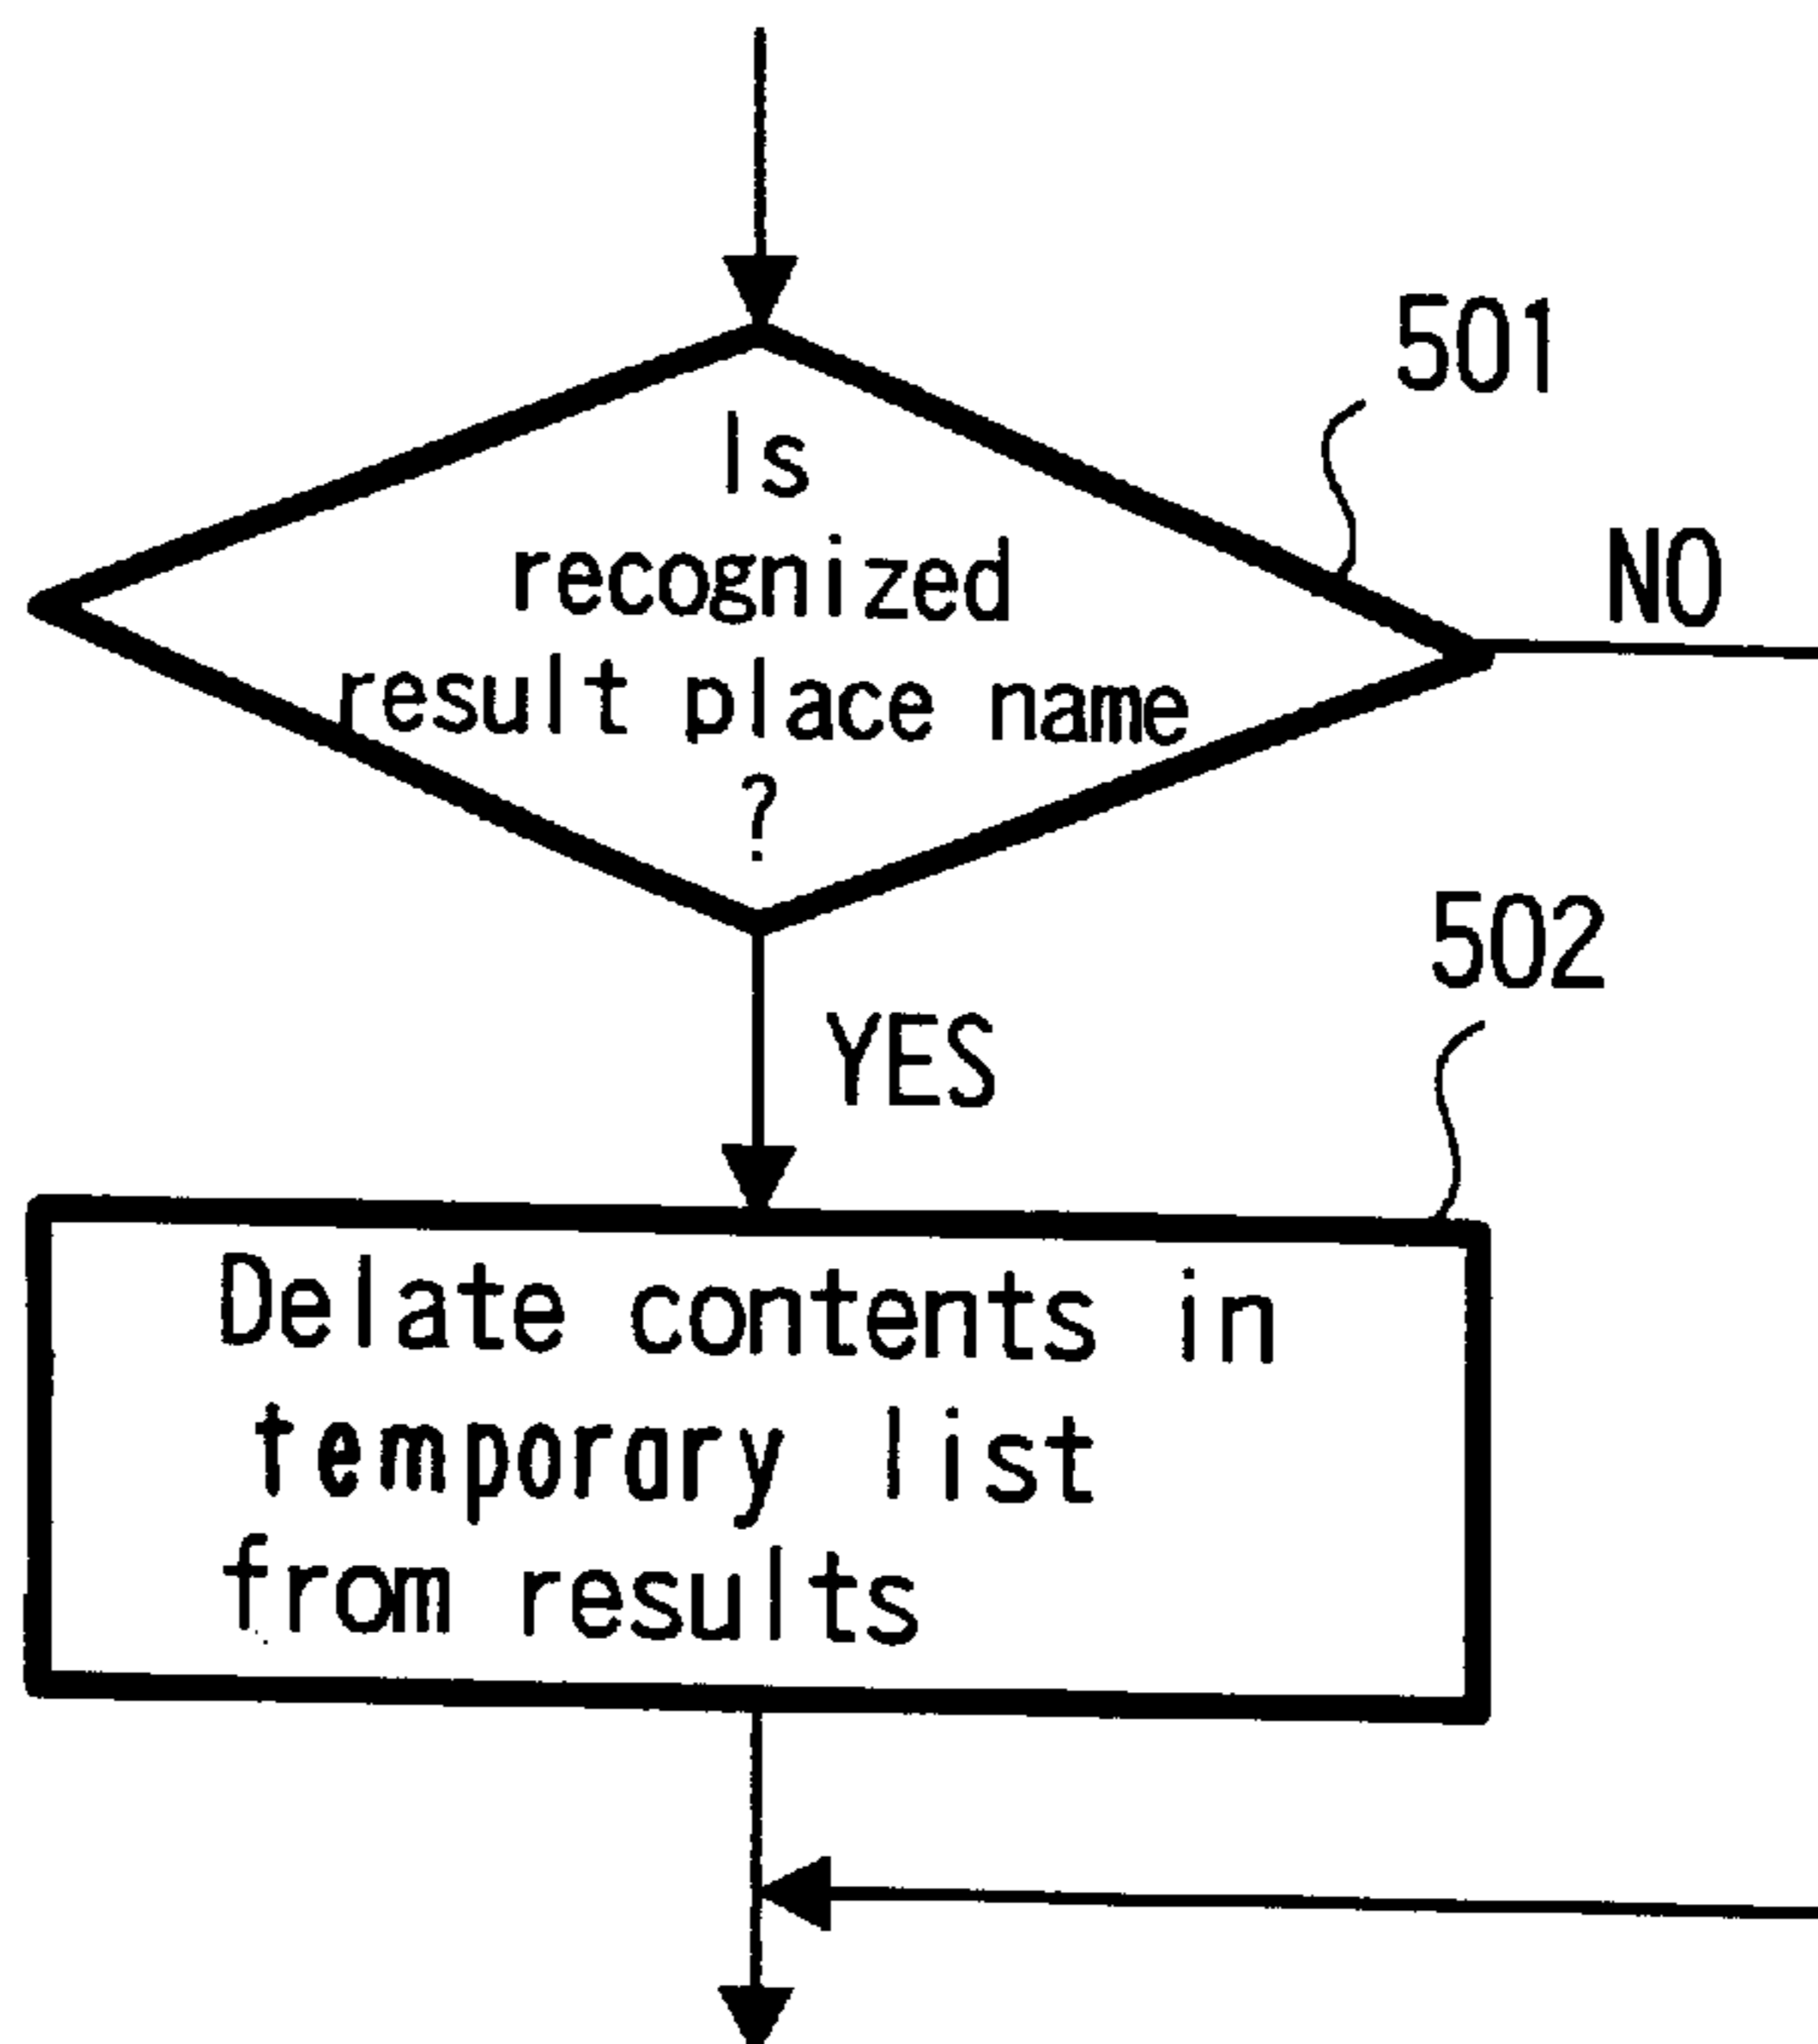 501
Is
recognized
result place name
?
NO
YES
502
Delate contents in
temporary list
from results